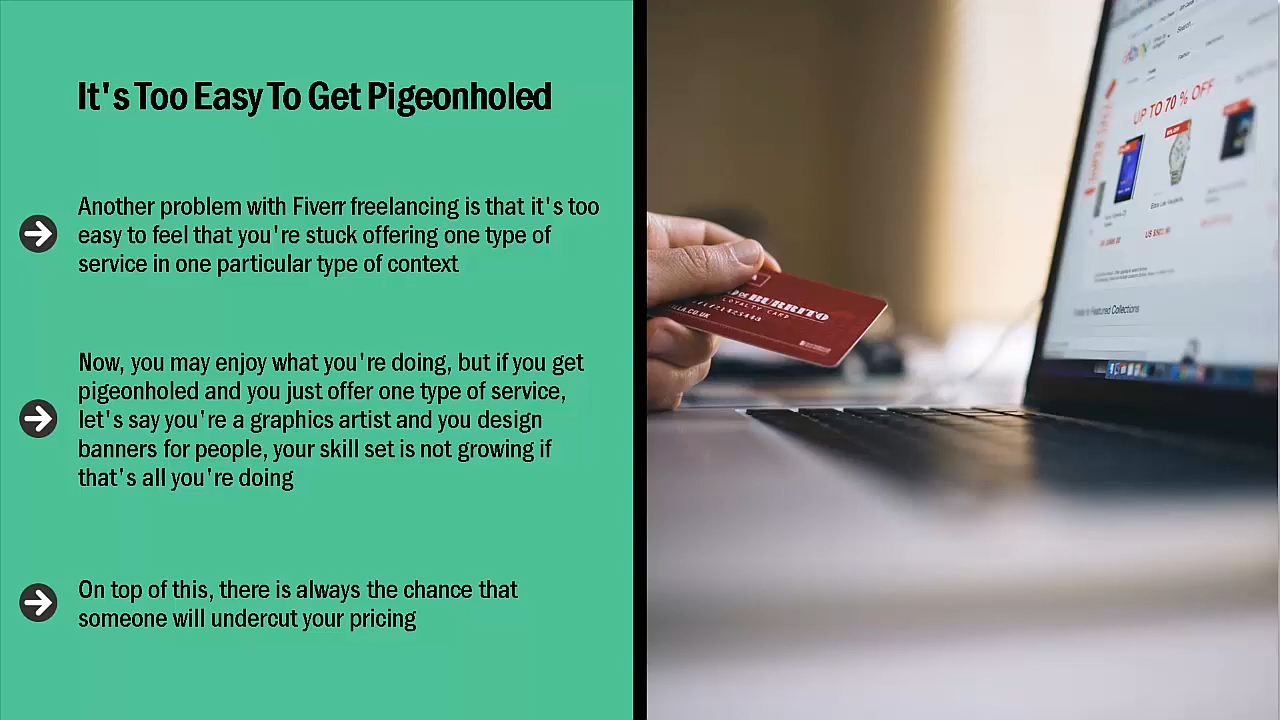 It's Too Easy To Get Pigeonholed
Another problem with Fiverr freelancing is that it's too
easy to feel that you're stuck offering one type of
service in one particular type of context
Now, you may enjoy what you're doing, but if you get
pigeonholed and you just offer one type of service,
let's say you're a graphics artist and you design
banners for people, your skill set is not growing if
that's all you're doing
On top of this, there is always the chance that
someone will undercut your pricing
UP TO 70 % OFF
Featured Collections
BURRITO
LOYALTY CARD